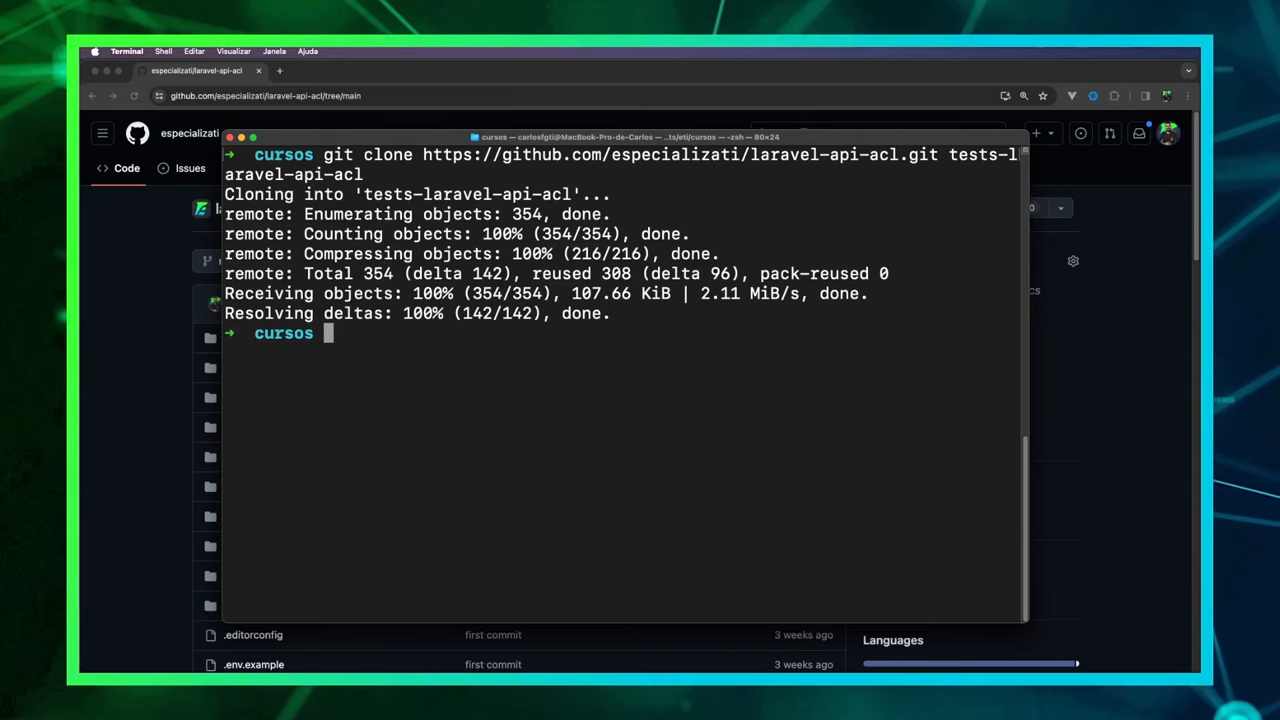 Terminal Shell Editar Visualizar Janela Ajuda
especializati/laravel-api-acl
github.com/especializati/laravel-api-acl/tree/main
especializati
cursos — carlosfgti@MacBook-Pro-de-Carlos — ..ts/eti/cursos — -zsh — 80×24
Code Issues
➜ cursos git clone https://github.com/especializati/laravel-api-acl.git tests-l
aravel-api-acl
Cloning into 'tests-laravel-api-acl'...
remote: Enumerating objects: 354, done.
remote: Counting objects: 100% (354/354), done.
remote: Compressing objects: 100% (216/216), done.
remote: Total 354 (delta 142), reused 308 (delta 96), pack-reused 0
Receiving objects: 100% (354/354), 107.66 KiB | 2.11 MiB/s, done.
Resolving deltas: 100% (142/142), done.
➜ cursos
.editorconfig first commit 3 weeks ago
Languages
.env.example first commit 3 weeks ago